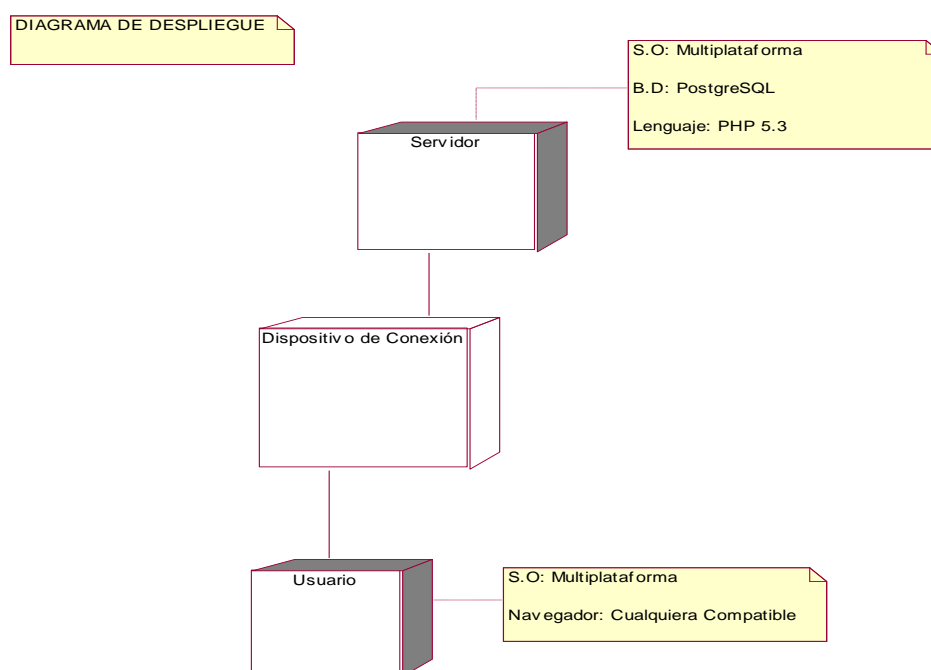 DIAGRAMA DE DESPLIEGUE
S.O: Multiplataforma
B.D: PostgreSQL
Lenguaje: PHP 5.3
Servidor
Dispositivo de Conexión
Usuario
S.O: Multiplataforma
Navegador: Cualquiera Compatible